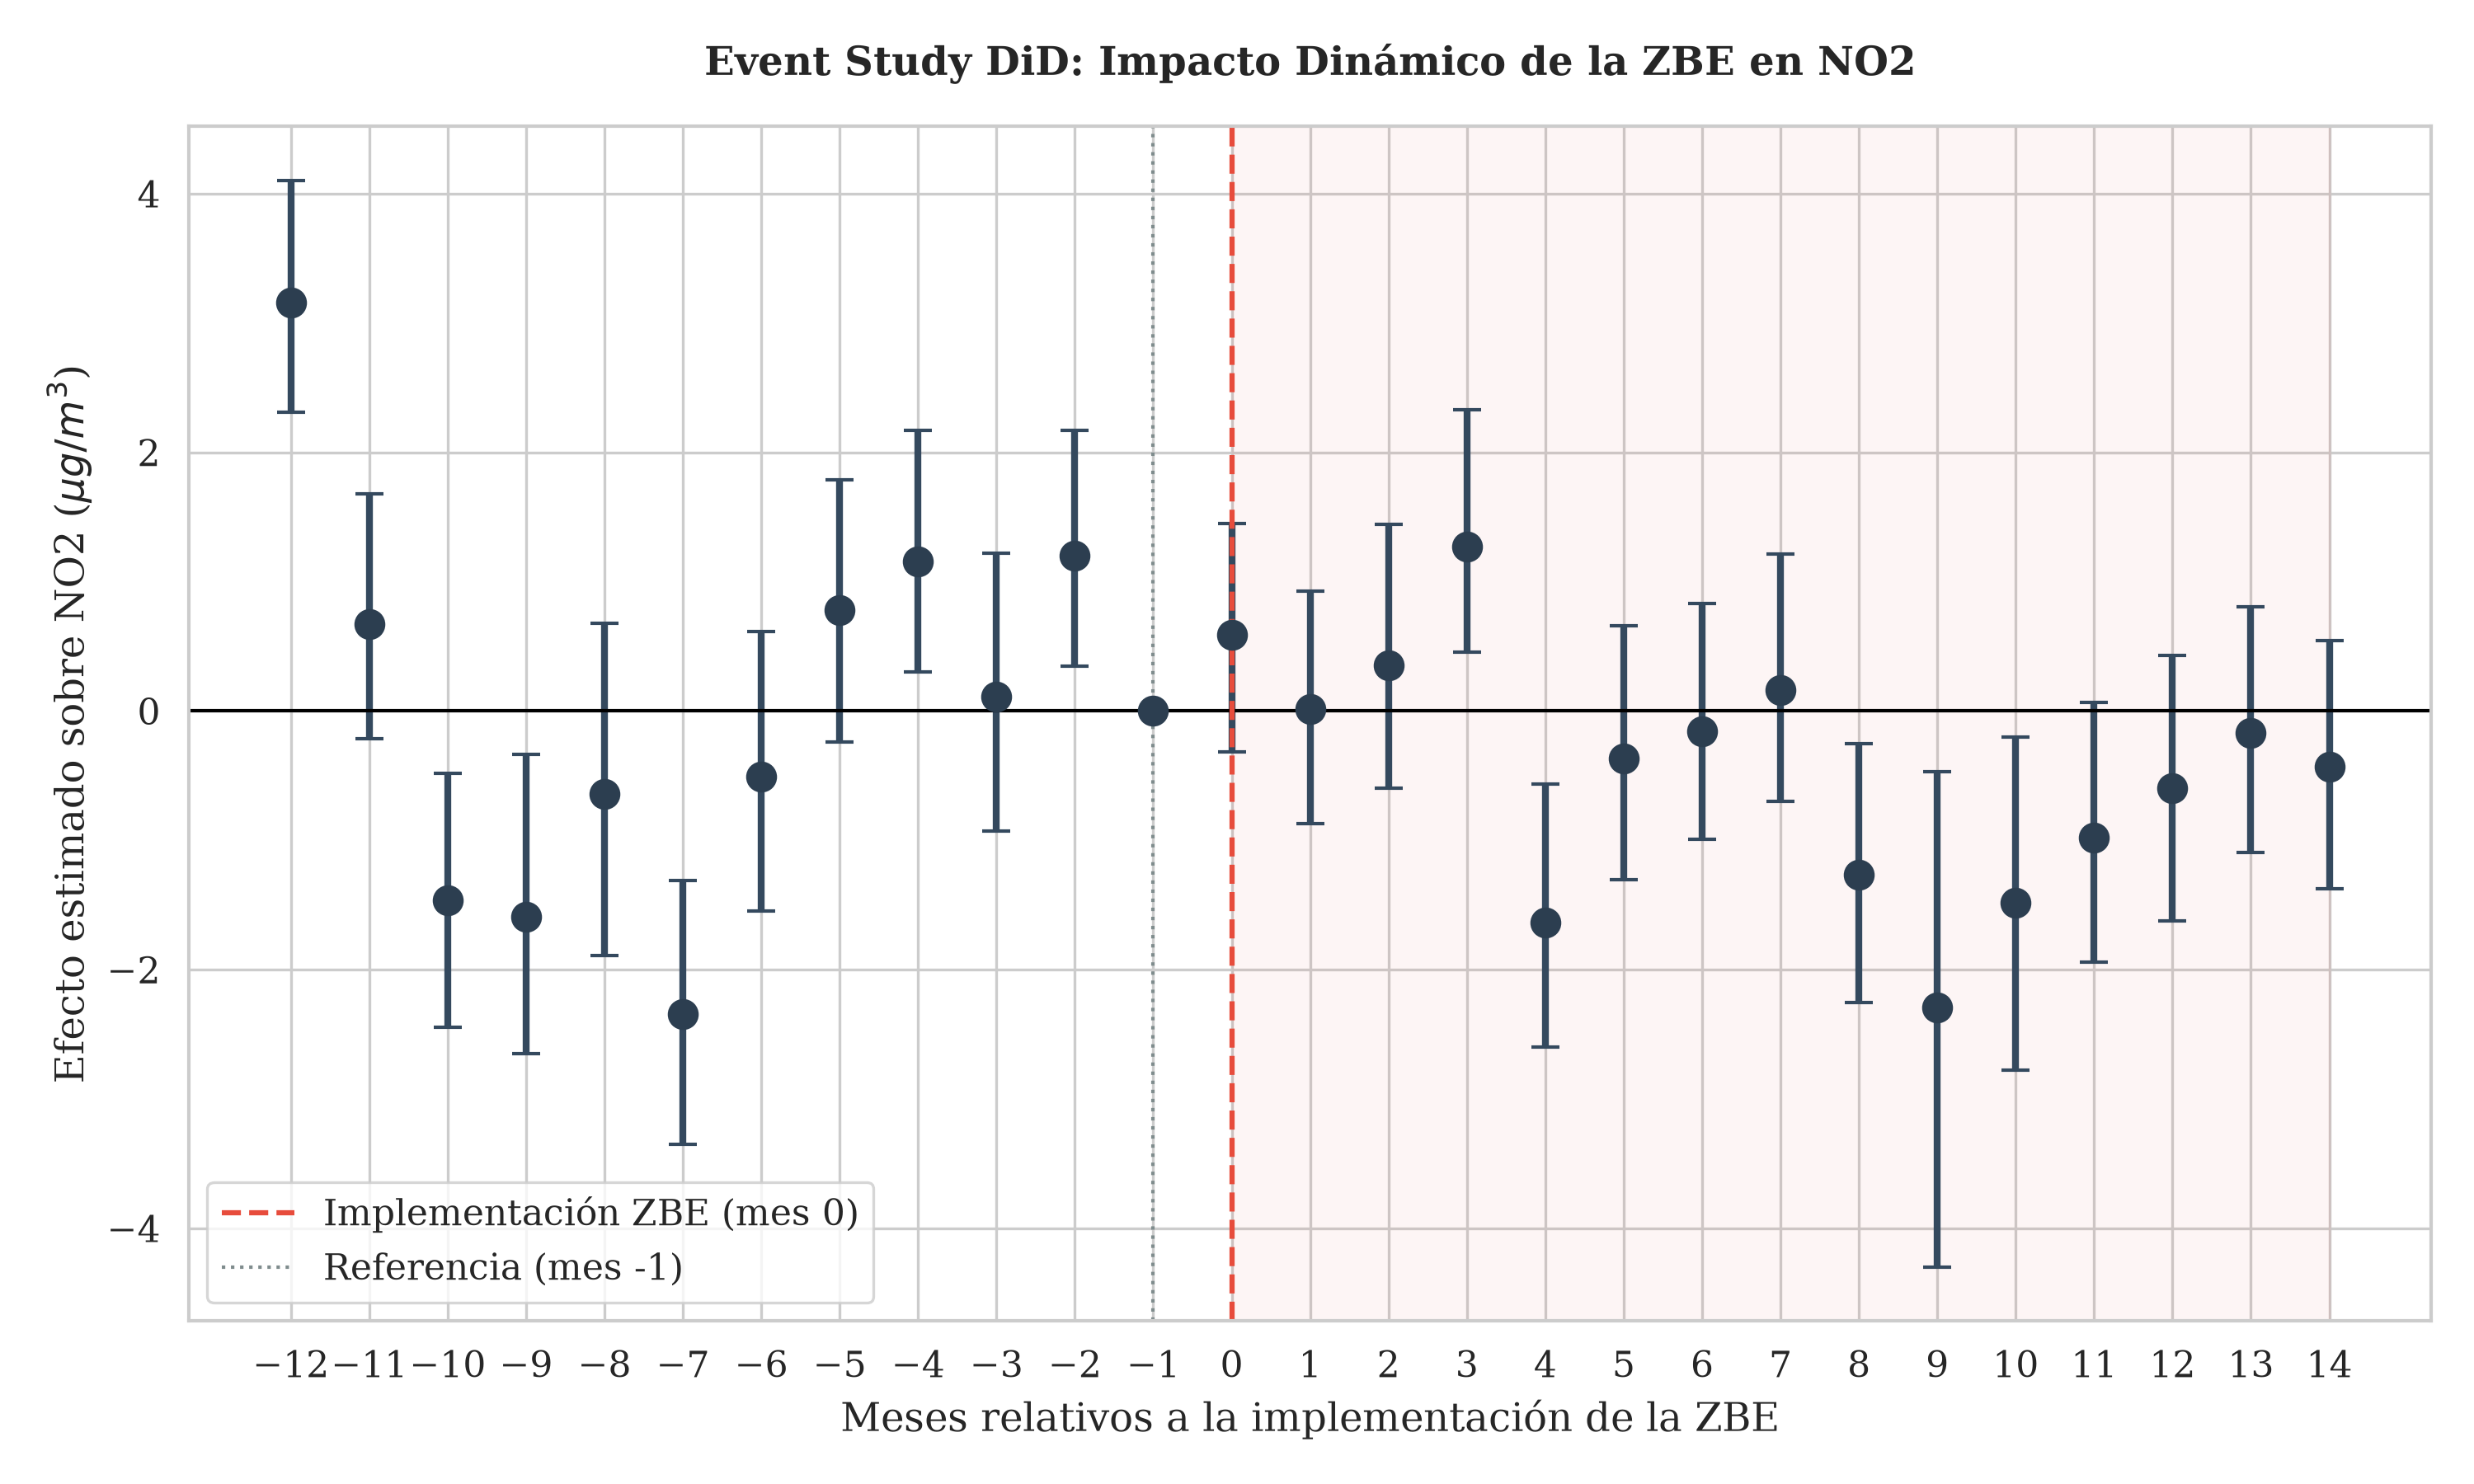 Event Study DiD: Impacto Dinámico de la ZBE en NO2
Efecto estimado sobre NO2 (μg/m³)
4
2
0
−2
−4
Implementación ZBE (mes 0)
Referencia (mes -1)
−12 −11 −10 −9 −8 −7 −6 −5 −4 −3 −2 −1 0 1 2 3 4 5 6 7 8 9 10 11 12 13 14
Meses relativos a la implementación de la ZBE